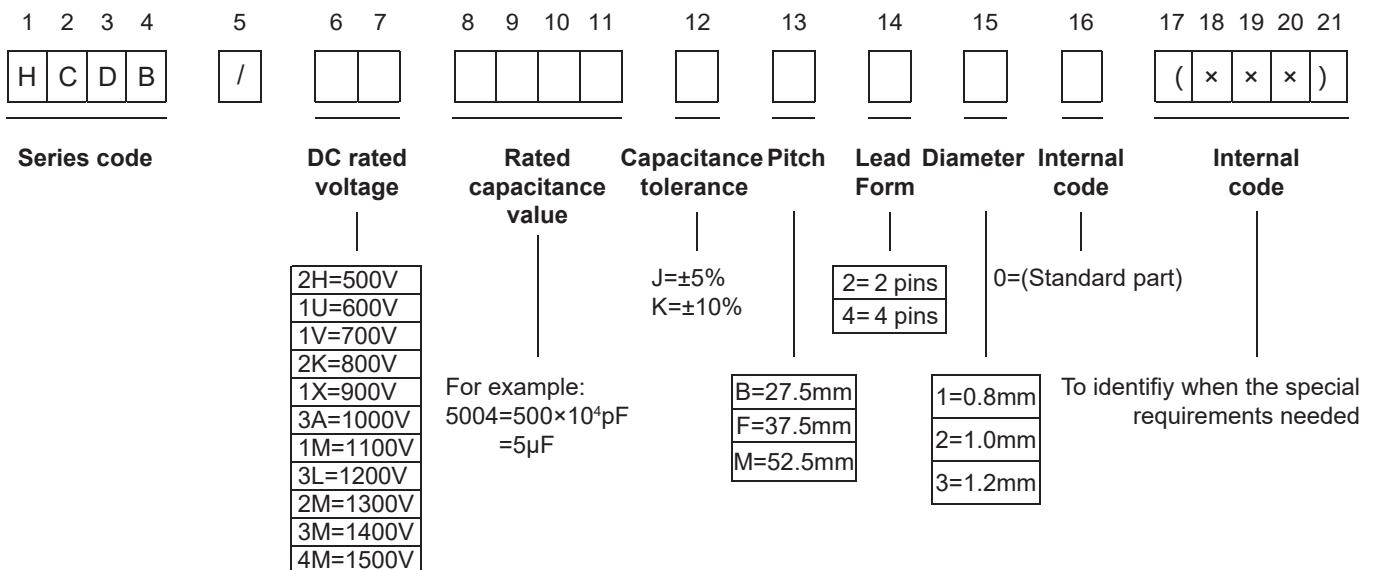 1 2 3 4 5 6 7 8 9 10 11 12 13 14 15 16 17 18 19 20 21
H C D B / ( × × × )
Series code
DC rated
voltage
Rated
capacitance
value
Capacitance
tolerance
Pitch
Lead
Form
Diameter
Internal
code
Internal
code
2H=500V
1U=600V
1V=700V
2K=800V
1X=900V
3A=1000V
1M=1100V
3L=1200V
2M=1300V
3M=1400V
4M=1500V
For example:
5004=500×10⁴pF
=5μF
J=±5%
K=±10%
B=27.5mm
F=37.5mm
M=52.5mm
2= 2 pins
4= 4 pins
1=0.8mm
2=1.0mm
3=1.2mm
0=(Standard part)
To identifiy when the special
requirements needed